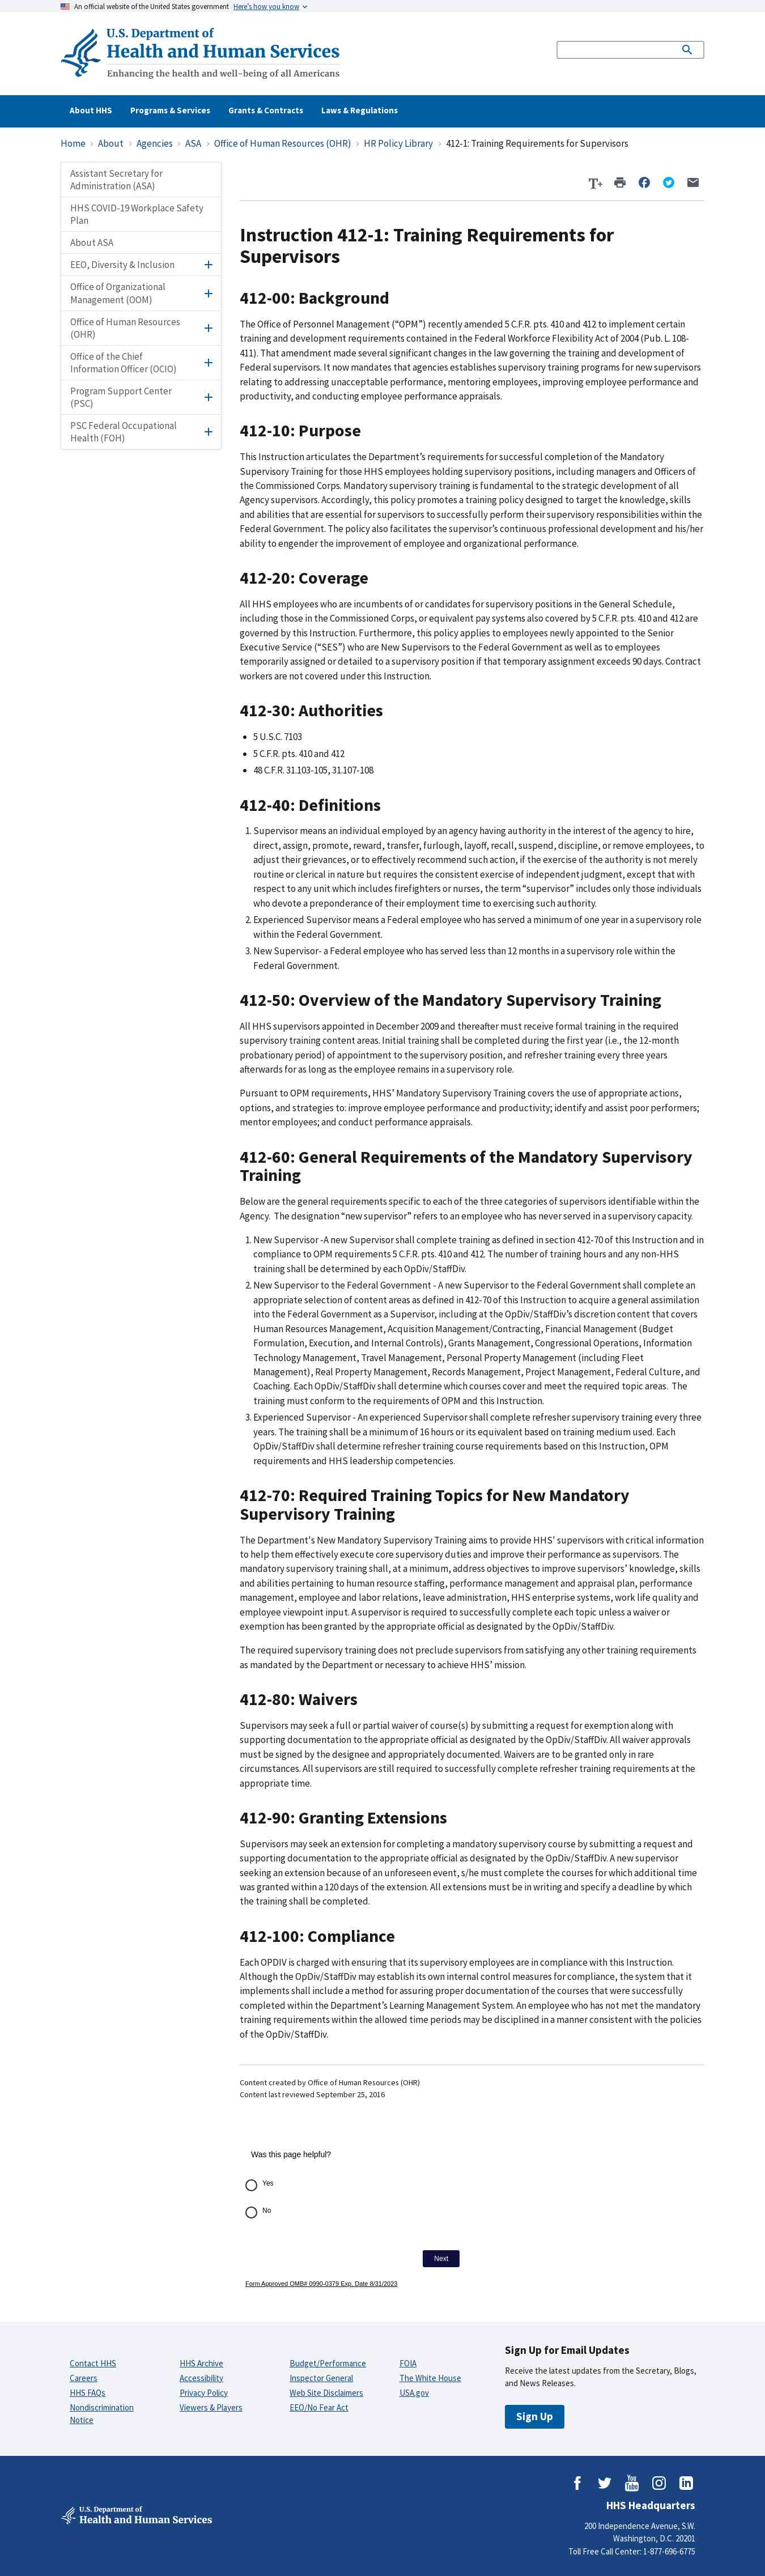 An official website of the United States government Here's how you know
U.S. Department of
Health and Human Services
Enhancing the health and well-being of all Americans
About HHS Programs & Services Grants & Contracts Laws & Regulations
Home › About › Agencies › ASA › Office of Human Resources (OHR) › HR Policy Library › 412-1: Training Requirements for Supervisors
Assistant Secretary for
Administration (ASA)
HHS COVID-19 Workplace Safety
Plan
About ASA
EEO, Diversity & Inclusion
Office of Organizational
Management (OOM)
Office of Human Resources
(OHR)
Office of the Chief
Information Officer (OCIO)
Program Support Center
(PSC)
PSC Federal Occupational
Health (FOH)
T+
Instruction 412-1: Training Requirements for
Supervisors
412-00: Background
The Office of Personnel Management (“OPM”) recently amended 5 C.F.R. pts. 410 and 412 to implement certain
training and development requirements contained in the Federal Workforce Flexibility Act of 2004 (Pub. L. 108-
411). That amendment made several significant changes in the law governing the training and development of
Federal supervisors. It now mandates that agencies establishes supervisory training programs for new supervisors
relating to addressing unacceptable performance, mentoring employees, improving employee performance and
productivity, and conducting employee performance appraisals.
412-10: Purpose
This Instruction articulates the Department’s requirements for successful completion of the Mandatory
Supervisory Training for those HHS employees holding supervisory positions, including managers and Officers of
the Commissioned Corps. Mandatory supervisory training is fundamental to the strategic development of all
Agency supervisors. Accordingly, this policy promotes a training policy designed to target the knowledge, skills
and abilities that are essential for supervisors to successfully perform their supervisory responsibilities within the
Federal Government. The policy also facilitates the supervisor’s continuous professional development and his/her
ability to engender the improvement of employee and organizational performance.
412-20: Coverage
All HHS employees who are incumbents of or candidates for supervisory positions in the General Schedule,
including those in the Commissioned Corps, or equivalent pay systems also covered by 5 C.F.R. pts. 410 and 412 are
governed by this Instruction. Furthermore, this policy applies to employees newly appointed to the Senior
Executive Service (“SES”) who are New Supervisors to the Federal Government as well as to employees
temporarily assigned or detailed to a supervisory position if that temporary assignment exceeds 90 days. Contract
workers are not covered under this Instruction.
412-30: Authorities
• 5 U.S.C. 7103
• 5 C.F.R. pts. 410 and 412
• 48 C.F.R. 31.103-105, 31.107-108
412-40: Definitions
1. Supervisor means an individual employed by an agency having authority in the interest of the agency to hire,
direct, assign, promote, reward, transfer, furlough, layoff, recall, suspend, discipline, or remove employees, to
adjust their grievances, or to effectively recommend such action, if the exercise of the authority is not merely
routine or clerical in nature but requires the consistent exercise of independent judgment, except that with
respect to any unit which includes firefighters or nurses, the term “supervisor” includes only those individuals
who devote a preponderance of their employment time to exercising such authority.
2. Experienced Supervisor means a Federal employee who has served a minimum of one year in a supervisory role
within the Federal Government.
3. New Supervisor- a Federal employee who has served less than 12 months in a supervisory role within the
Federal Government.
412-50: Overview of the Mandatory Supervisory Training
All HHS supervisors appointed in December 2009 and thereafter must receive formal training in the required
supervisory training content areas. Initial training shall be completed during the first year (i.e., the 12-month
probationary period) of appointment to the supervisory position, and refresher training every three years
afterwards for as long as the employee remains in a supervisory role.
Pursuant to OPM requirements, HHS’ Mandatory Supervisory Training covers the use of appropriate actions,
options, and strategies to: improve employee performance and productivity; identify and assist poor performers;
mentor employees; and conduct performance appraisals.
412-60: General Requirements of the Mandatory Supervisory
Training
Below are the general requirements specific to each of the three categories of supervisors identifiable within the
Agency. The designation “new supervisor” refers to an employee who has never served in a supervisory capacity.
1. New Supervisor -A new Supervisor shall complete training as defined in section 412-70 of this Instruction and in
compliance to OPM requirements 5 C.F.R. pts. 410 and 412. The number of training hours and any non-HHS
training shall be determined by each OpDiv/StaffDiv.
2. New Supervisor to the Federal Government - A new Supervisor to the Federal Government shall complete an
appropriate selection of content areas as defined in 412-70 of this Instruction to acquire a general assimilation
into the Federal Government as a Supervisor, including at the OpDiv/StaffDiv’s discretion content that covers
Human Resources Management, Acquisition Management/Contracting, Financial Management (Budget
Formulation, Execution, and Internal Controls), Grants Management, Congressional Operations, Information
Technology Management, Travel Management, Personal Property Management (including Fleet
Management), Real Property Management, Records Management, Project Management, Federal Culture, and
Coaching. Each OpDiv/StaffDiv shall determine which courses cover and meet the required topic areas. The
training must conform to the requirements of OPM and this Instruction.
3. Experienced Supervisor - An experienced Supervisor shall complete refresher supervisory training every three
years. The training shall be a minimum of 16 hours or its equivalent based on training medium used. Each
OpDiv/StaffDiv shall determine refresher training course requirements based on this Instruction, OPM
requirements and HHS leadership competencies.
412-70: Required Training Topics for New Mandatory
Supervisory Training
The Department's New Mandatory Supervisory Training aims to provide HHS' supervisors with critical information
to help them effectively execute core supervisory duties and improve their performance as supervisors. The
mandatory supervisory training shall, at a minimum, address objectives to improve supervisors’ knowledge, skills
and abilities pertaining to human resource staffing, performance management and appraisal plan, performance
management, employee and labor relations, leave administration, HHS enterprise systems, work life quality and
employee viewpoint input. A supervisor is required to successfully complete each topic unless a waiver or
exemption has been granted by the appropriate official as designated by the OpDiv/StaffDiv.
The required supervisory training does not preclude supervisors from satisfying any other training requirements
as mandated by the Department or necessary to achieve HHS’ mission.
412-80: Waivers
Supervisors may seek a full or partial waiver of course(s) by submitting a request for exemption along with
supporting documentation to the appropriate official as designated by the OpDiv/StaffDiv. All waiver approvals
must be signed by the designee and appropriately documented. Waivers are to be granted only in rare
circumstances. All supervisors are still required to successfully complete refresher training requirements at the
appropriate time.
412-90: Granting Extensions
Supervisors may seek an extension for completing a mandatory supervisory course by submitting a request and
supporting documentation to the appropriate official as designated by the OpDiv/StaffDiv. A new supervisor
seeking an extension because of an unforeseen event, s/he must complete the courses for which additional time
was granted within a 120 days of the extension. All extensions must be in writing and specify a deadline by which
the training shall be completed.
412-100: Compliance
Each OPDIV is charged with ensuring that its supervisory employees are in compliance with this Instruction.
Although the OpDiv/StaffDiv may establish its own internal control measures for compliance, the system that it
implements shall include a method for assuring proper documentation of the courses that were successfully
completed within the Department’s Learning Management System. An employee who has not met the mandatory
training requirements within the allowed time periods may be disciplined in a manner consistent with the policies
of the OpDiv/StaffDiv.
Content created by Office of Human Resources (OHR)
Content last reviewed September 25, 2016
Was this page helpful?
Yes
No
Next
Form Approved OMB# 0990-0379 Exp. Date 8/31/2023
Contact HHS
Careers
HHS FAQs
Nondiscrimination
Notice
HHS Archive
Accessibility
Privacy Policy
Viewers & Players
Budget/Performance
Inspector General
Web Site Disclaimers
EEO/No Fear Act
FOIA
The White House
USA.gov
Sign Up for Email Updates
Receive the latest updates from the Secretary, Blogs,
and News Releases.
Sign Up
U.S. Department of
Health and Human Services
You
Tube
HHS Headquarters
200 Independence Avenue, S.W.
Washington, D.C. 20201
Toll Free Call Center: 1-877-696-6775